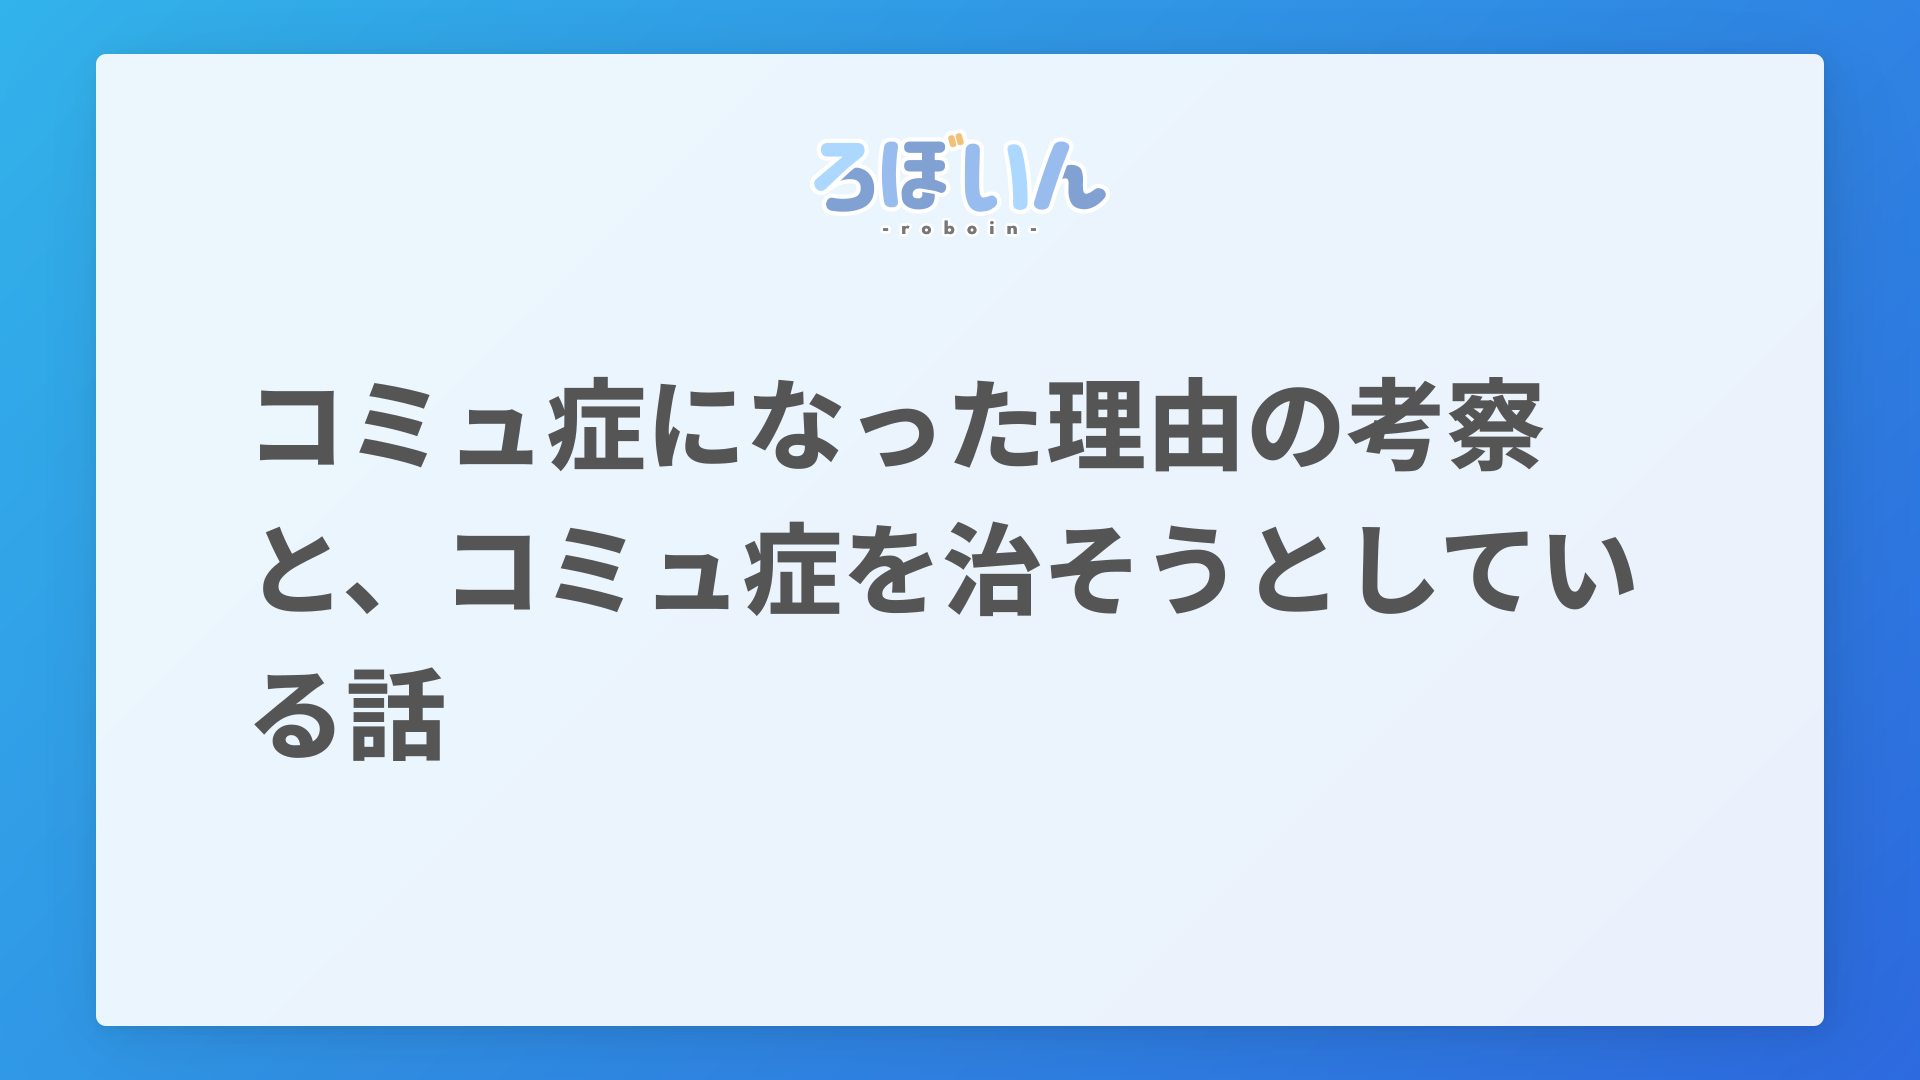 ろぼいん
-roboin-
コミュ症になった理由の考察
と、コミュ症を治そうとしてい
る話